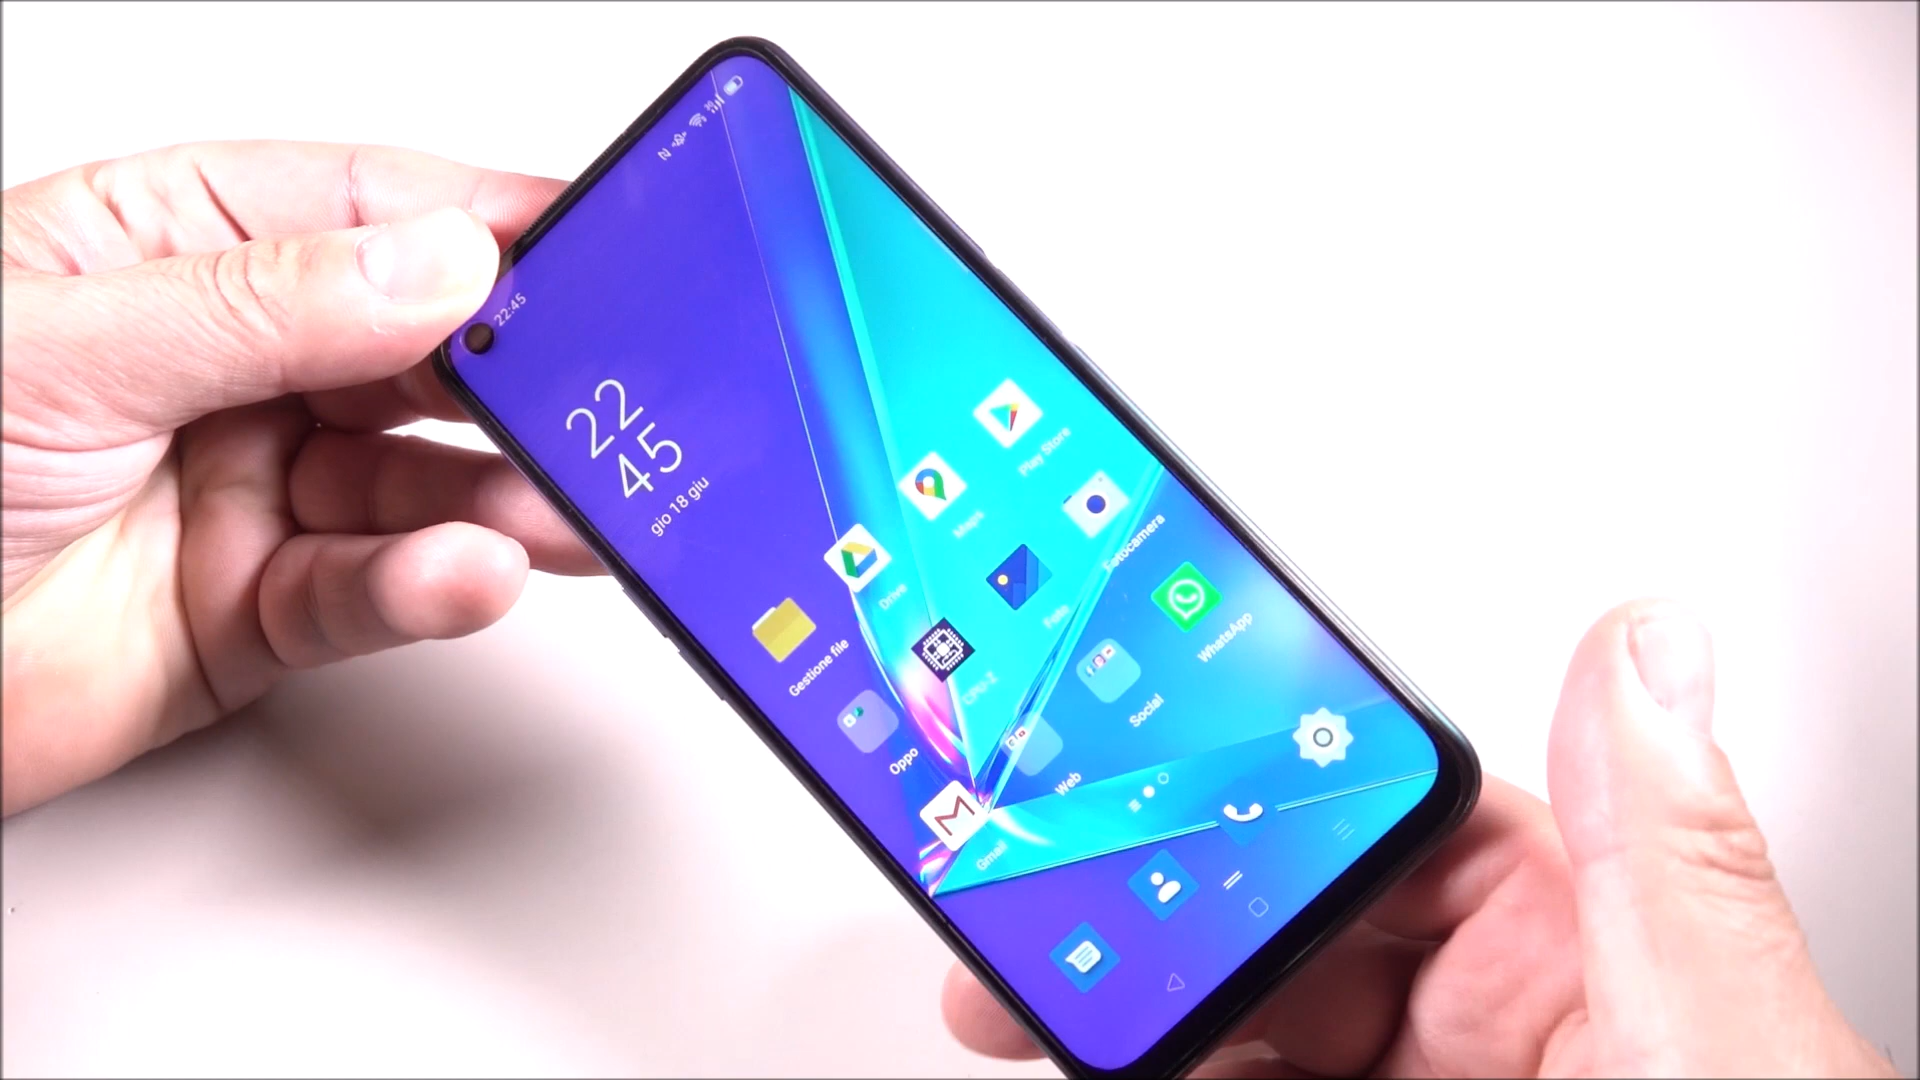 22:45
3G
22
45
gio 18 giu
Gestione file
Drive
Maps
Play Store
Oppo
CPU-Z
Foto
Fotocamera
Gmail
Web
Social
WhatsApp